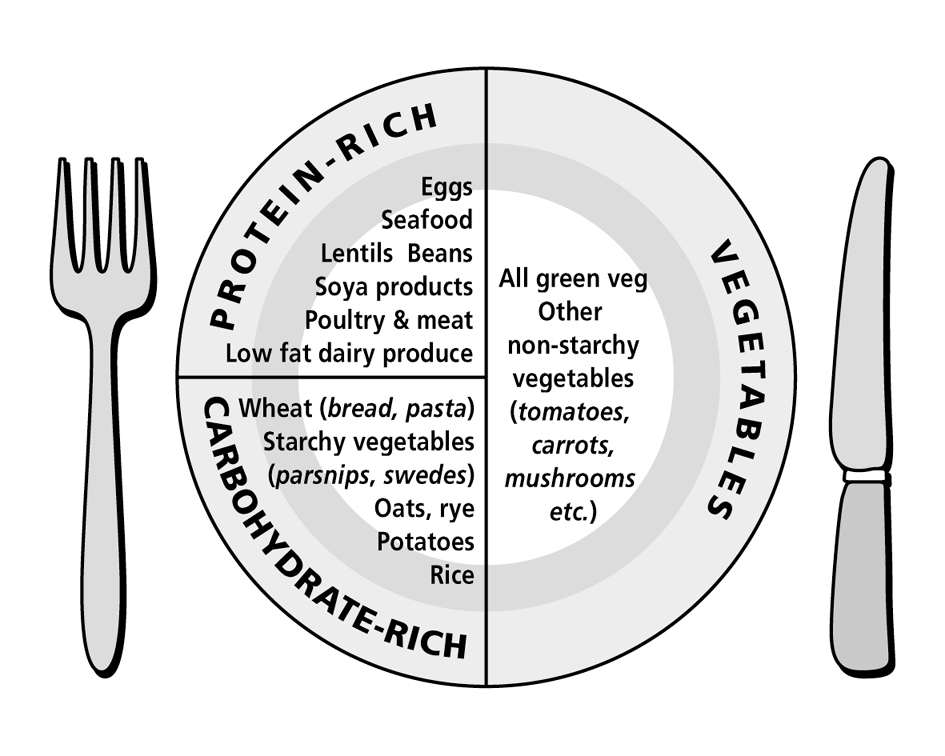 PROTEIN-RICH
Eggs
Seafood
Lentils Beans
Soya products
Poultry & meat
Low fat dairy produce
CARBOHYDRATE-RICH
Wheat (bread, pasta)
Starchy vegetables
(parsnips, swedes)
Oats, rye
Potatoes
Rice
VEGETABLES
All green veg
Other
non-starchy
vegetables
(tomatoes,
carrots,
mushrooms
etc.)